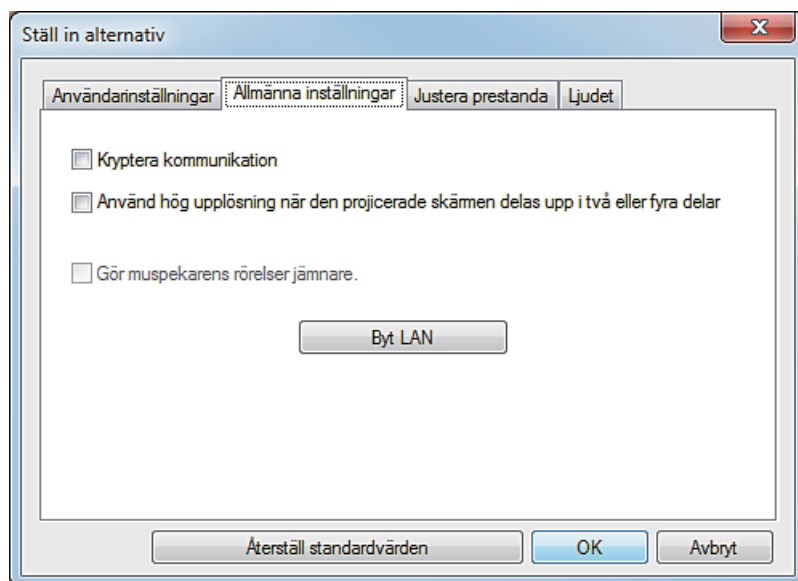 Ställ in alternativ
Användarinställningar Allmänna inställningar Justera prestanda Ljudet
Kryptera kommunikation
Använd hög upplösning när den projicerade skärmen delas upp i två eller fyra delar
Gör muspekarens rörelser jämnare.
Byt LAN
Återställ standardvärden OK Avbryt